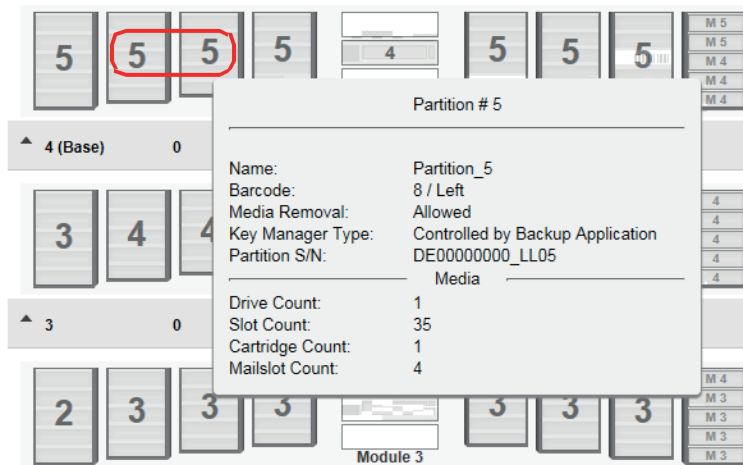 5 5 5 5 4 5 5 5 M 5
M 5
M 4
M 4
M 4
Partition # 5
4 (Base) 0
Name: Partition_5
Barcode: 8 / Left
Media Removal: Allowed
Key Manager Type: Controlled by Backup Application
Partition S/N: DE00000000_LL05
Media
Drive Count: 1
Slot Count: 35
Cartridge Count: 1
Mailslot Count: 4
3 4 4 4
4
4
4
4
3 0
2 3 3 3 3 3 3 M 4
M 3
M 3
M 3
M 3
Module 3